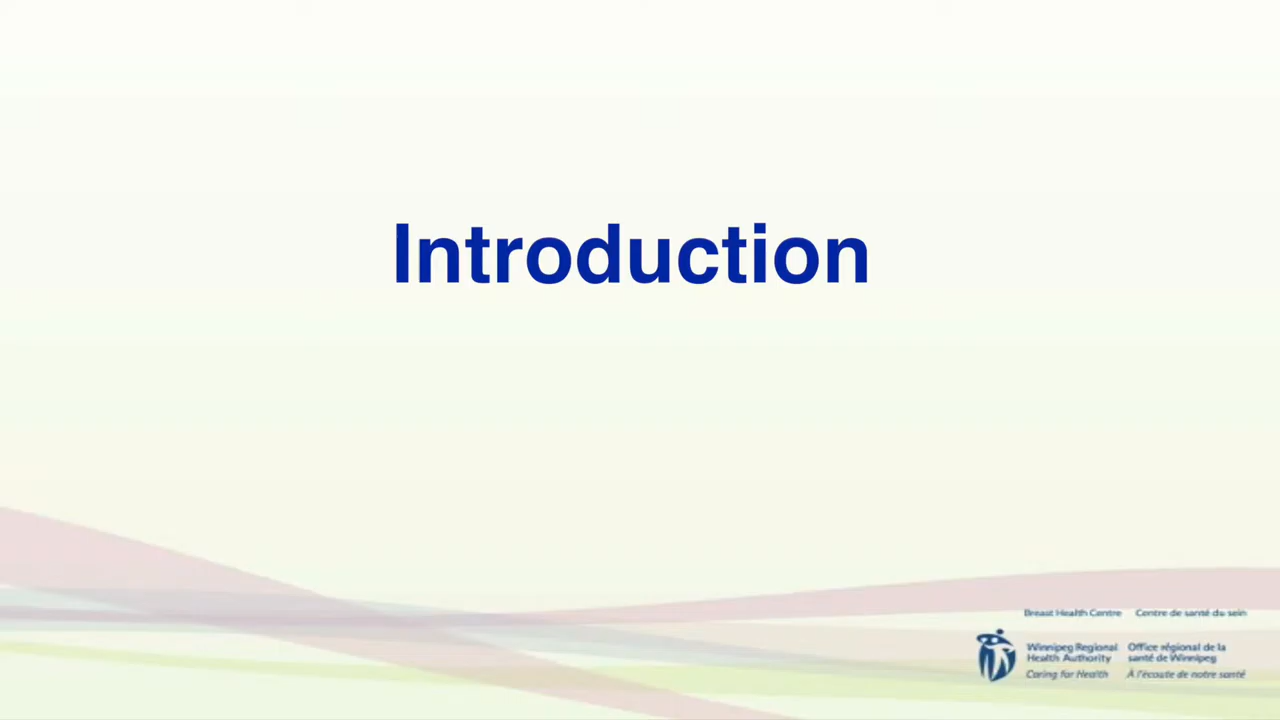 Introduction
Breast Health Centre Centre de santé du sein
Winnipeg Regional Office régional de la
Health Authority santé de Winnipeg
Caring for Health À l'écoute de notre santé